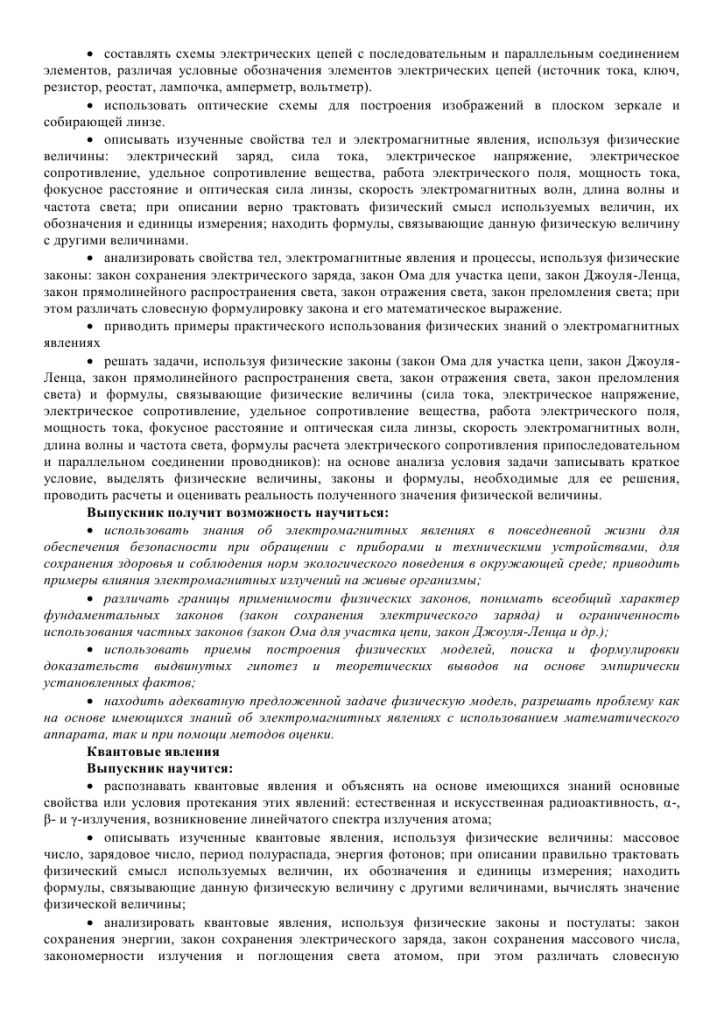 • составлять схемы электрических цепей с последовательным и параллельным соединением
элементов, различая условные обозначения элементов электрических цепей (источник тока, ключ,
резистор, реостат, лампочка, амперметр, вольтметр).
• использовать оптические схемы для построения изображений в плоском зеркале и
собирающей линзе.
• описывать изученные свойства тел и электромагнитные явления, используя физические
величины: электрический заряд, сила тока, электрическое напряжение, электрическое
сопротивление, удельное сопротивление вещества, работа электрического поля, мощность тока,
фокусное расстояние и оптическая сила линзы, скорость электромагнитных волн, длина волны и
частота света; при описании верно трактовать физический смысл используемых величин, их
обозначения и единицы измерения; находить формулы, связывающие данную физическую величину
с другими величинами.
• анализировать свойства тел, электромагнитные явления и процессы, используя физические
законы: закон сохранения электрического заряда, закон Ома для участка цепи, закон Джоуля-Ленца,
закон прямолинейного распространения света, закон отражения света, закон преломления света; при
этом различать словесную формулировку закона и его математическое выражение.
• приводить примеры практического использования физических знаний о электромагнитных
явлениях
• решать задачи, используя физические законы (закон Ома для участка цепи, закон Джоуля-
Ленца, закон прямолинейного распространения света, закон отражения света, закон преломления
света) и формулы, связывающие физические величины (сила тока, электрическое напряжение,
электрическое сопротивление, удельное сопротивление вещества, работа электрического поля,
мощность тока, фокусное расстояние и оптическая сила линзы, скорость электромагнитных волн,
длина волны и частота света, формулы расчета электрического сопротивления припоследовательном
и параллельном соединении проводников): на основе анализа условия задачи записывать краткое
условие, выделять физические величины, законы и формулы, необходимые для ее решения,
проводить расчеты и оценивать реальность полученного значения физической величины.
Выпускник получит возможность научиться:
• использовать знания об электромагнитных явлениях в повседневной жизни для
обеспечения безопасности при обращении с приборами и техническими устройствами, для
сохранения здоровья и соблюдения норм экологического поведения в окружающей среде; приводить
примеры влияния электромагнитных излучений на живые организмы;
• различать границы применимости физических законов, понимать всеобщий характер
фундаментальных законов (закон сохранения электрического заряда) и ограниченность
использования частных законов (закон Ома для участка цепи, закон Джоуля-Ленца и др.);
• использовать приемы построения физических моделей, поиска и формулировки
доказательств выдвинутых гипотез и теоретических выводов на основе эмпирически
установленных фактов;
• находить адекватную предложенной задаче физическую модель, разрешать проблему как
на основе имеющихся знаний об электромагнитных явлениях с использованием математического
аппарата, так и при помощи методов оценки.
Квантовые явления
Выпускник научится:
• распознавать квантовые явления и объяснять на основе имеющихся знаний основные
свойства или условия протекания этих явлений: естественная и искусственная радиоактивность, α-,
β- и γ-излучения, возникновение линейчатого спектра излучения атома;
• описывать изученные квантовые явления, используя физические величины: массовое
число, зарядовое число, период полураспада, энергия фотонов; при описании правильно трактовать
физический смысл используемых величин, их обозначения и единицы измерения; находить
формулы, связывающие данную физическую величину с другими величинами, вычислять значение
физической величины;
• анализировать квантовые явления, используя физические законы и постулаты: закон
сохранения энергии, закон сохранения электрического заряда, закон сохранения массового числа,
закономерности излучения и поглощения света атомом, при этом различать словесную